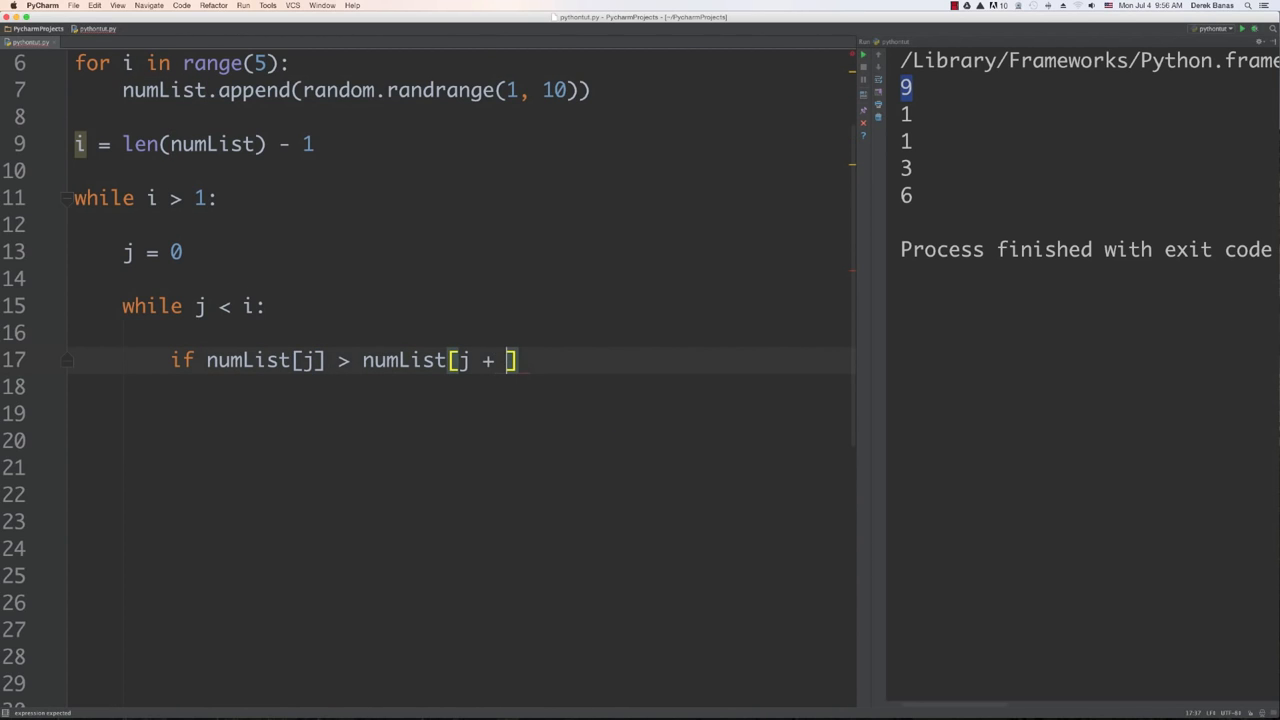 PyCharm File Edit View Navigate Code Refactor Run Tools VCS Window Help 10 Mon Jul 4 9:56 AM Derek Banas
pythontut.py - PycharmProjects - [~/PycharmProjects]
PycharmProjects pythontut.py pythontut
pythontut.py
Run: pythontut
6 for i in range(5):
7 numList.append(random.randrange(1, 10))
8
9 i = len(numList) - 1
10
11 while i > 1:
12
13 j = 0
14
15 while j < i:
16
17 if numList[j] > numList[j + ]
18
19
20
21
22
23
24
25
26
27
28
29
/Library/Frameworks/Python.frame
9
1
1
3
6
Process finished with exit code
expression expected 17:37 LF÷ UTF-8÷